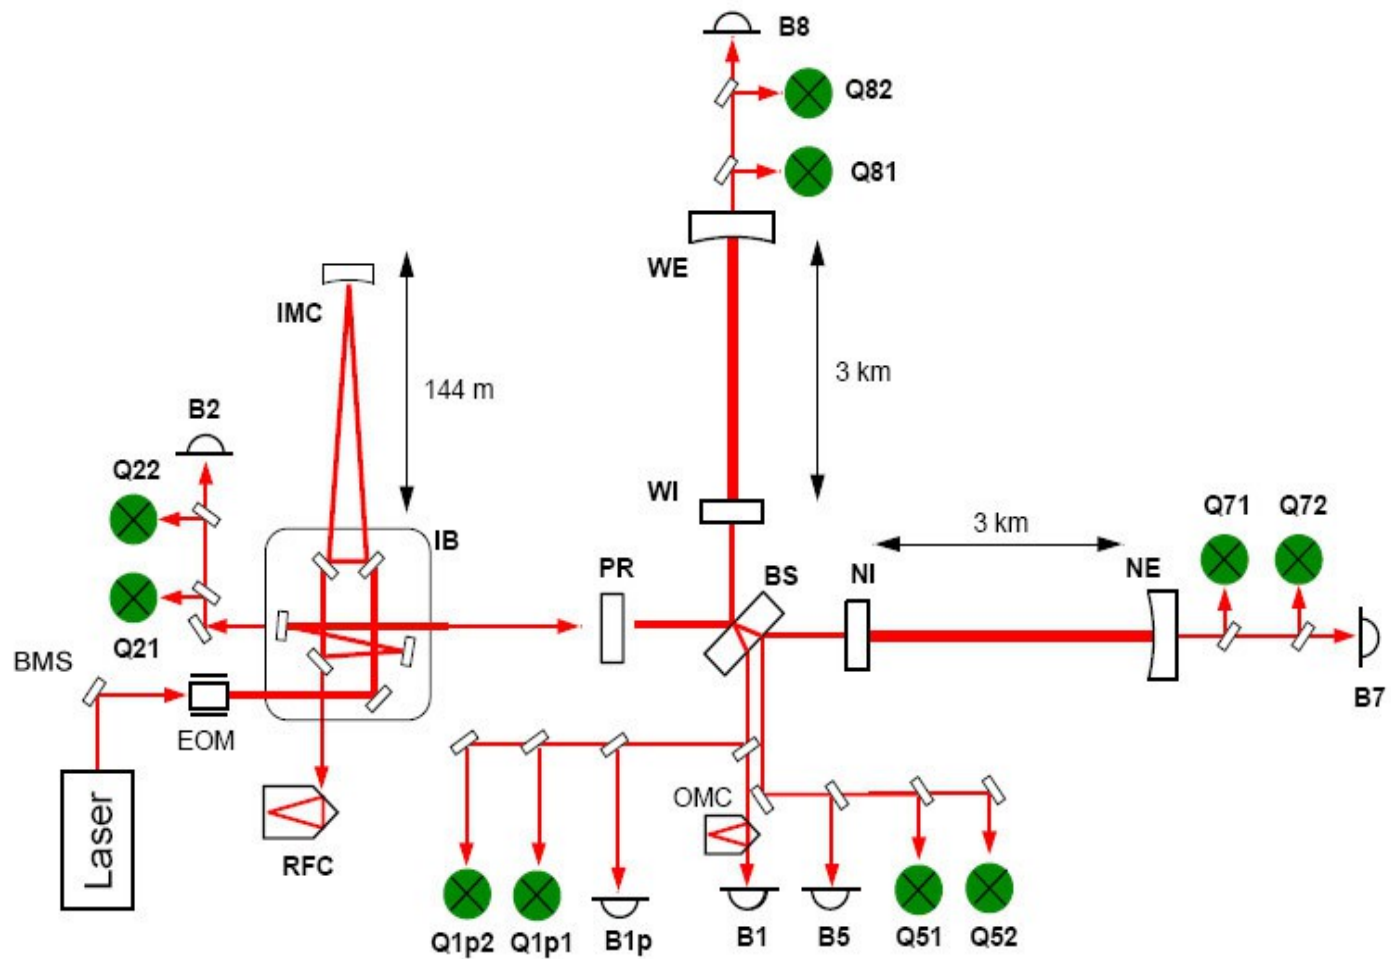 B8
Q82
Q81
WE
IMC
3 km
144 m
B2
Q22
WI
Q71
Q72
3 km
IB
PR
BS
NI
NE
Q21
BMS
B7
EOM
OMC
Laser
RFC
Q1p2
Q1p1
B1p
B1
B5
Q51
Q52